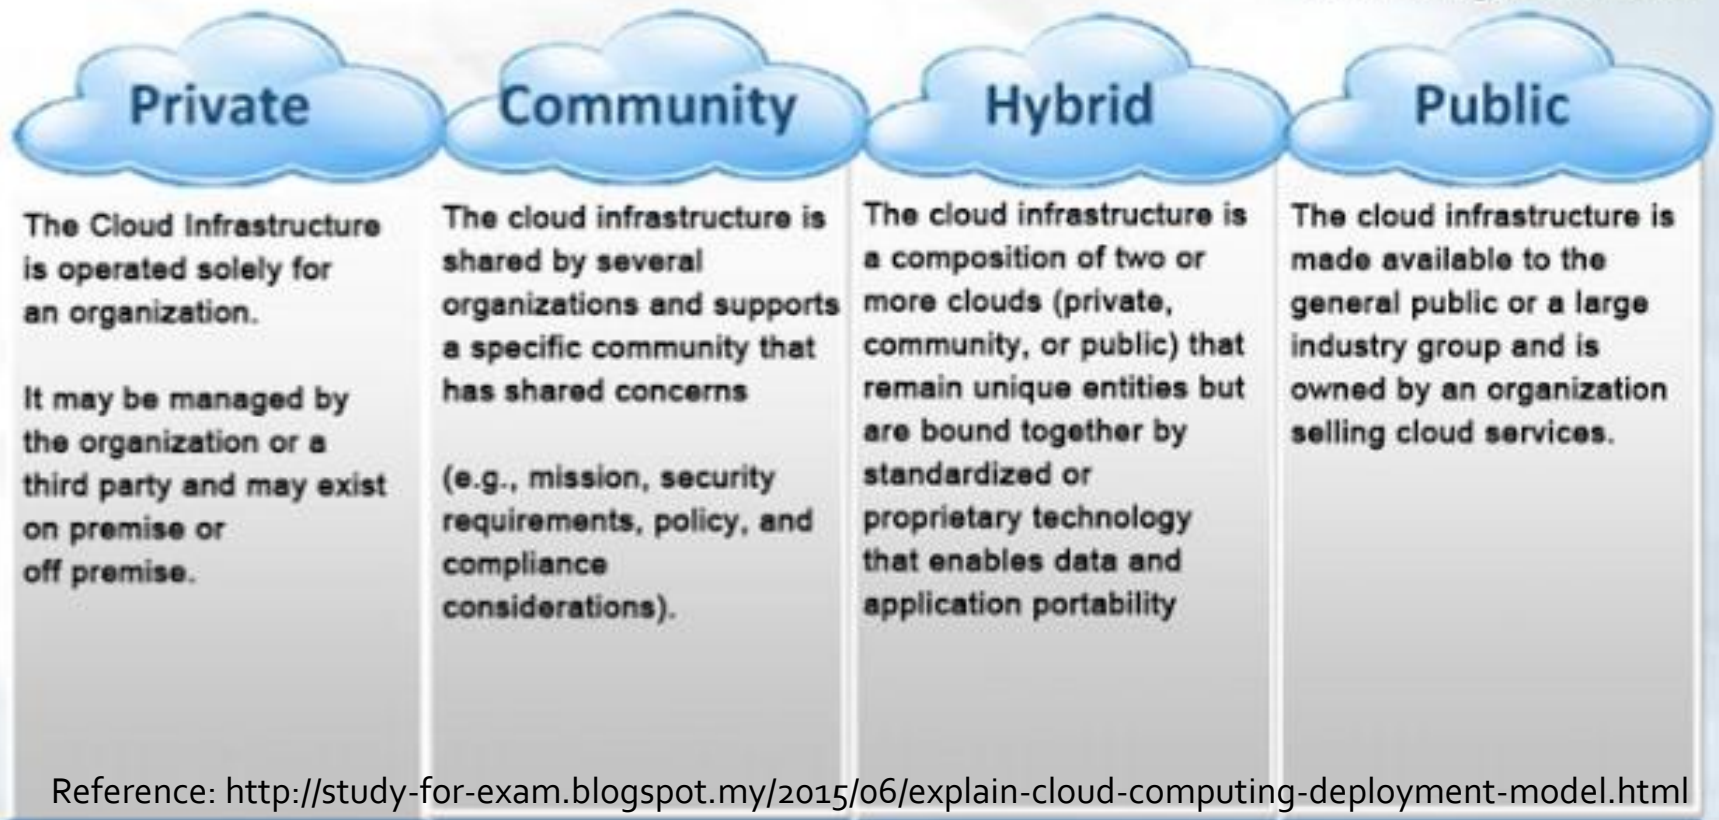 Private
The Cloud Infrastructure
is operated solely for
an organization.
It may be managed by
the organization or a
third party and may exist
on premise or
off premise.
Community
The cloud infrastructure is
shared by several
organizations and supports
a specific community that
has shared concerns
(e.g., mission, security
requirements, policy, and
compliance
considerations).
Hybrid
The cloud infrastructure is
a composition of two or
more clouds (private,
community, or public) that
remain unique entities but
are bound together by
standardized or
proprietary technology
that enables data and
application portability
Public
The cloud infrastructure is
made available to the
general public or a large
industry group and is
owned by an organization
selling cloud services.
Reference: http://study-for-exam.blogspot.my/2015/06/explain-cloud-computing-deployment-model.html